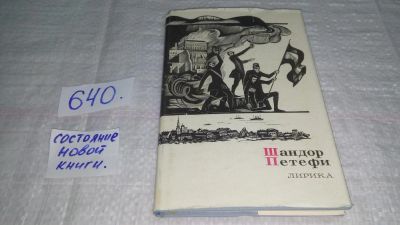 640.
СОСТОЯНИЕ
НОВОЙ
КНИГИ.
Шандор
Петефи
ЛИРИКА